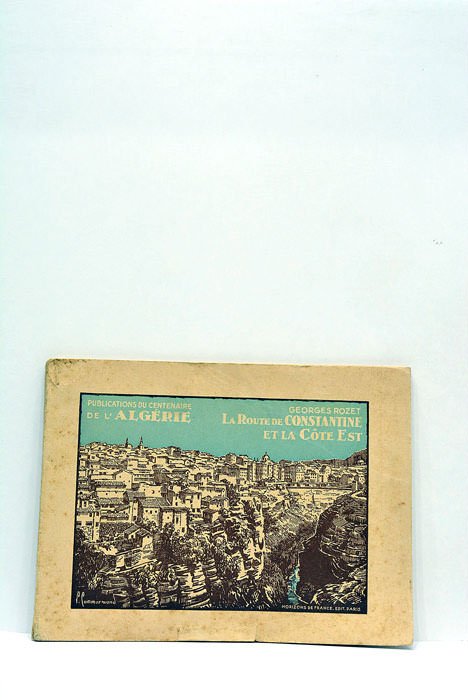 PUBLICATIONS DU CENTENAIRE
DE L'ALGÉRIE
GEORGES ROZET
LA ROUTE DE CONSTANTINE
ET LA CÔTE EST
HORIZONS DE FRANCE, EDIT. PARIS